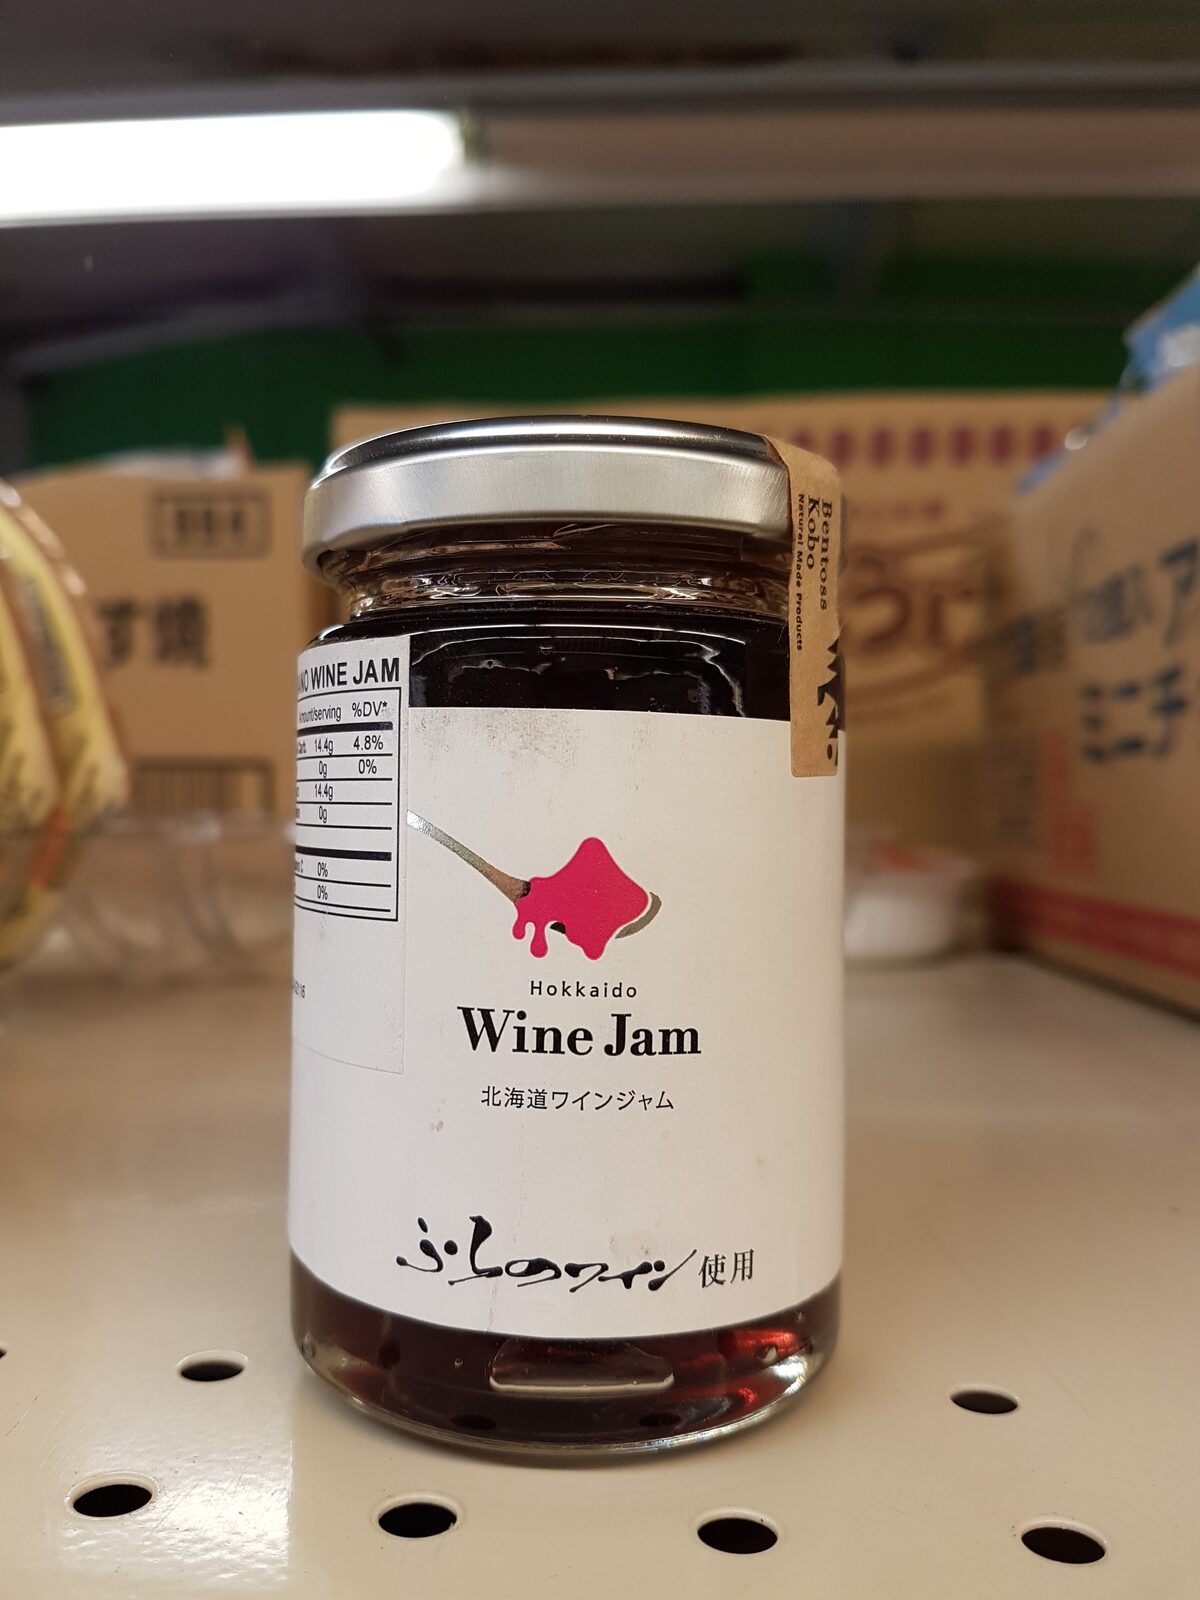 Bentoss
Kobo
Natural Made Products
WINE JAM
Amount/serving %DV*
14.4g 4.8%
0g 0%
14.4g
0g
0%
0%
Hokkaido
Wine Jam
北海道ワインジャム
ふらのワイン使用